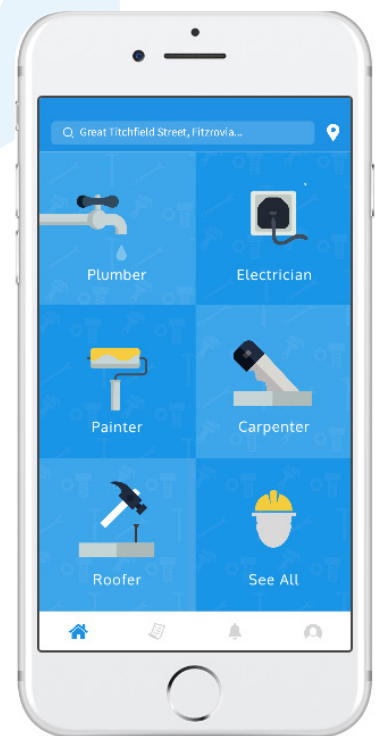 Great Titchfield Street, Fitzrovia...
Plumber
Electrician
Painter
Carpenter
Roofer
See All